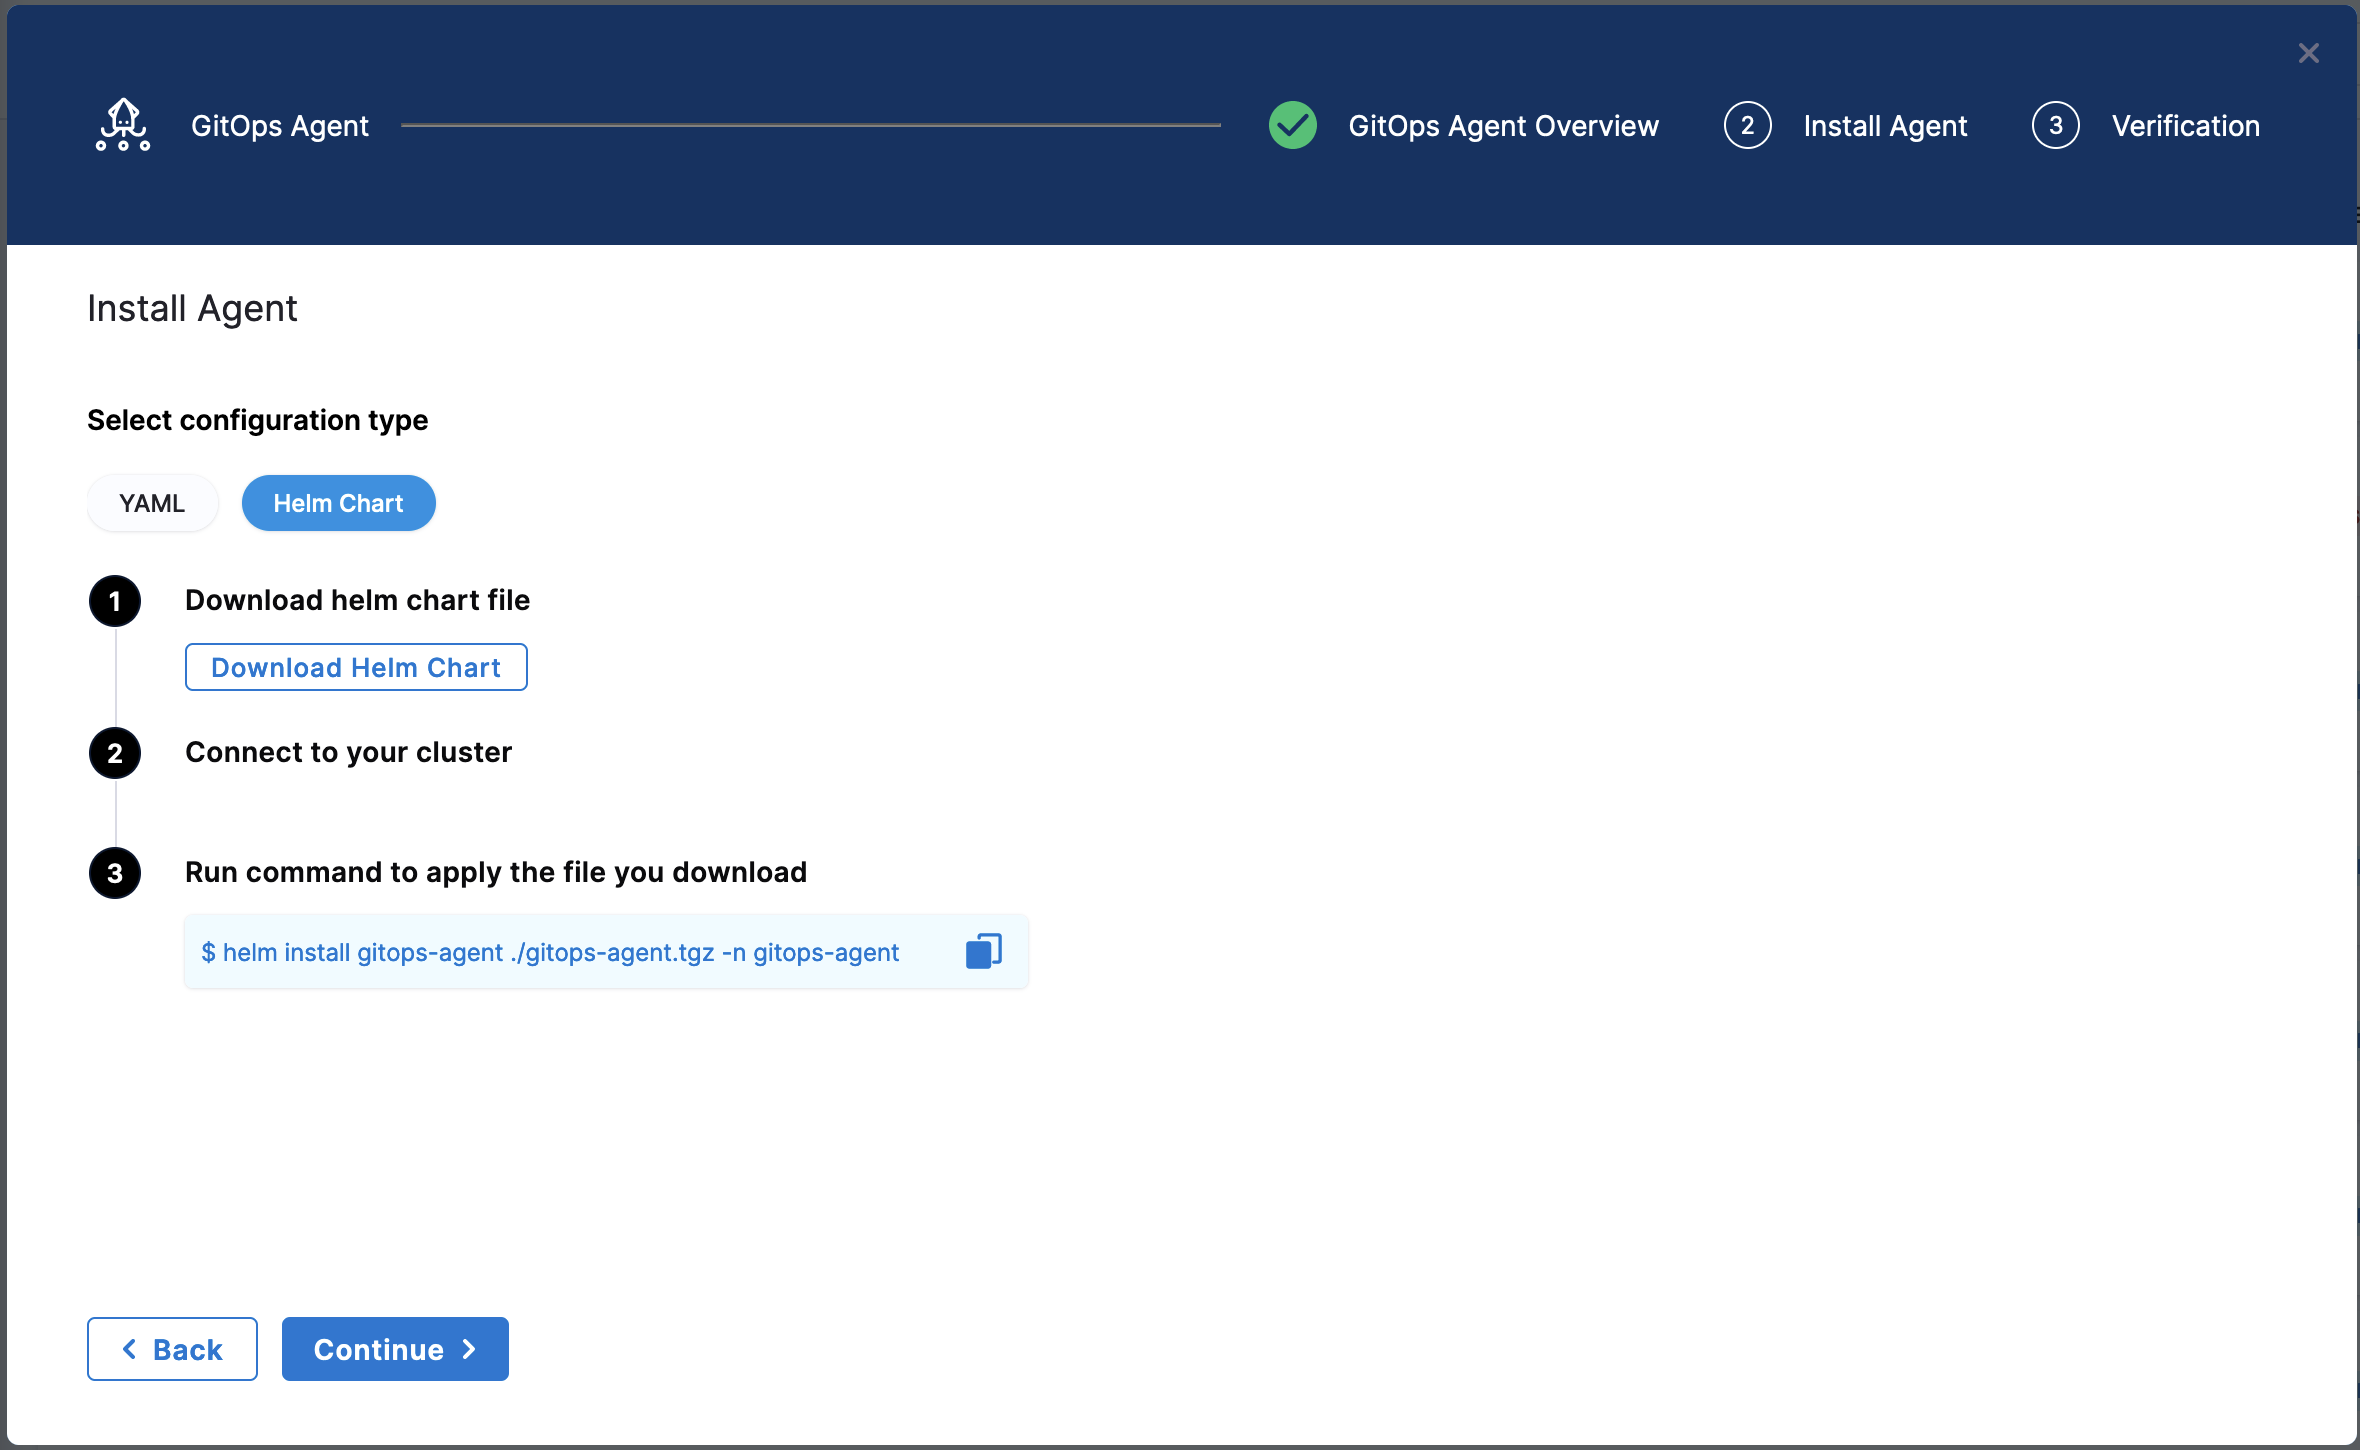 GitOps Agent
GitOps Agent Overview
2 Install Agent
3 Verification
Install Agent
Select configuration type
YAML
Helm Chart
1 Download helm chart file
Download Helm Chart
2 Connect to your cluster
3 Run command to apply the file you download
$ helm install gitops-agent ./gitops-agent.tgz -n gitops-agent
Back
Continue